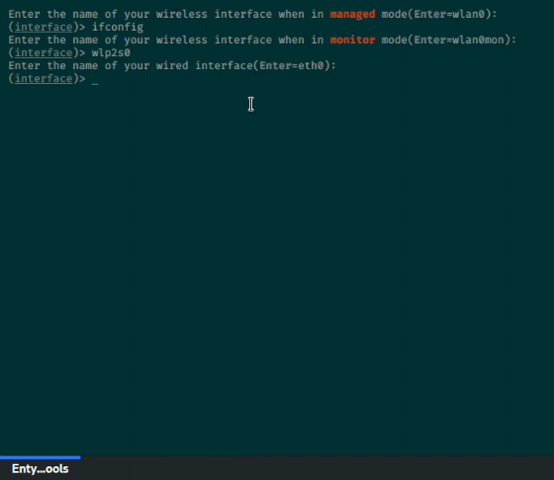 Enter the name of your wireless interface when in managed mode(Enter=wlan0):
(interface)> ifconfig
Enter the name of your wireless interface when in monitor mode(Enter=wlan0mon):
(interface)> wlp2s0
Enter the name of your wired interface(Enter=eth0):
(interface)> _
Enty...ools